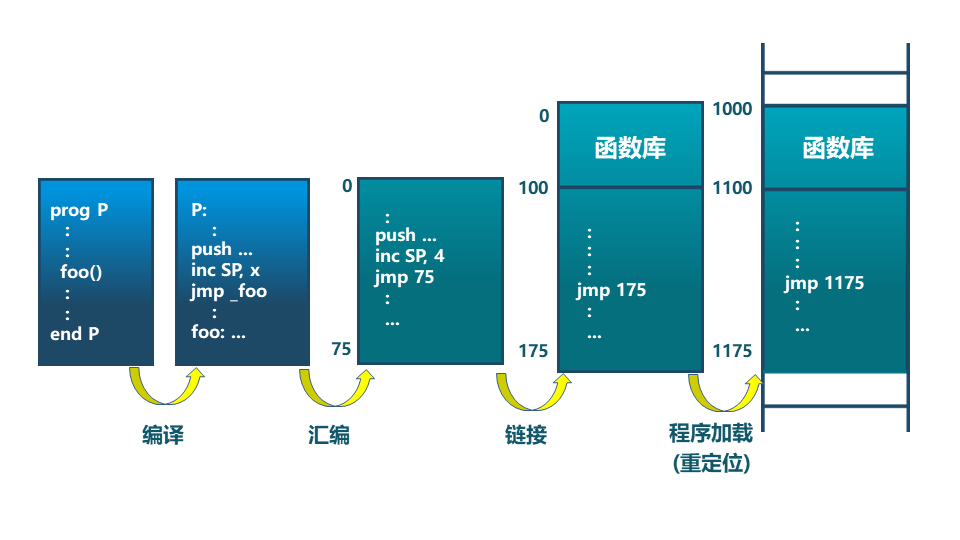 prog P
:
:
foo()
:
:
end P
P:
:
push ...
inc SP, x
jmp _foo
:
foo: ...
0
75
:
push ...
inc SP, 4
jmp 75
:
...
0
100
175
函数库
:
:
:
jmp 175
:
...
1000
1100
1175
函数库
:
:
:
jmp 1175
:
...
编译
汇编
链接
程序加载
(重定位)